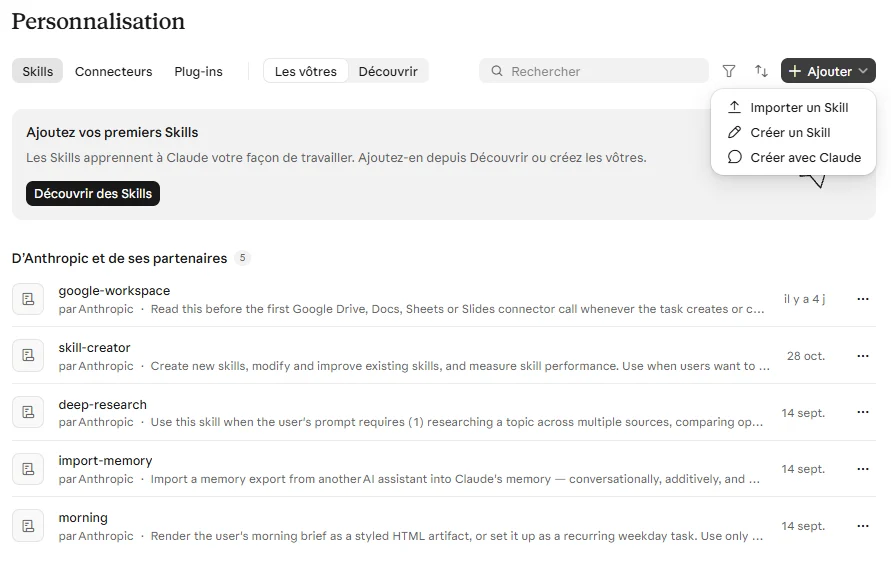 Personnalisation
Skills Connecteurs Plug-ins Les vôtres Découvrir Rechercher Ajouter
Importer un Skill
Créer un Skill
Créer avec Claude
Ajoutez vos premiers Skills
Les Skills apprennent à Claude votre façon de travailler. Ajoutez-en depuis Découvrir ou créez les vôtres.
Découvrir des Skills
D'Anthropic et de ses partenaires 5
google-workspace
par Anthropic · Read this before the first Google Drive, Docs, Sheets or Slides connector call whenever the task creates or c... il y a 4 j
skill-creator
par Anthropic · Create new skills, modify and improve existing skills, and measure skill performance. Use when users want to ... 28 oct.
deep-research
par Anthropic · Use this skill when the user's prompt requires (1) researching a topic across multiple sources, comparing op... 14 sept.
import-memory
par Anthropic · Import a memory export from another AI assistant into Claude's memory — conversationally, additively, and ... 14 sept.
morning
par Anthropic · Render the user's morning brief as a styled HTML artifact, or set it up as a recurring weekday task. Use only ... 14 sept.